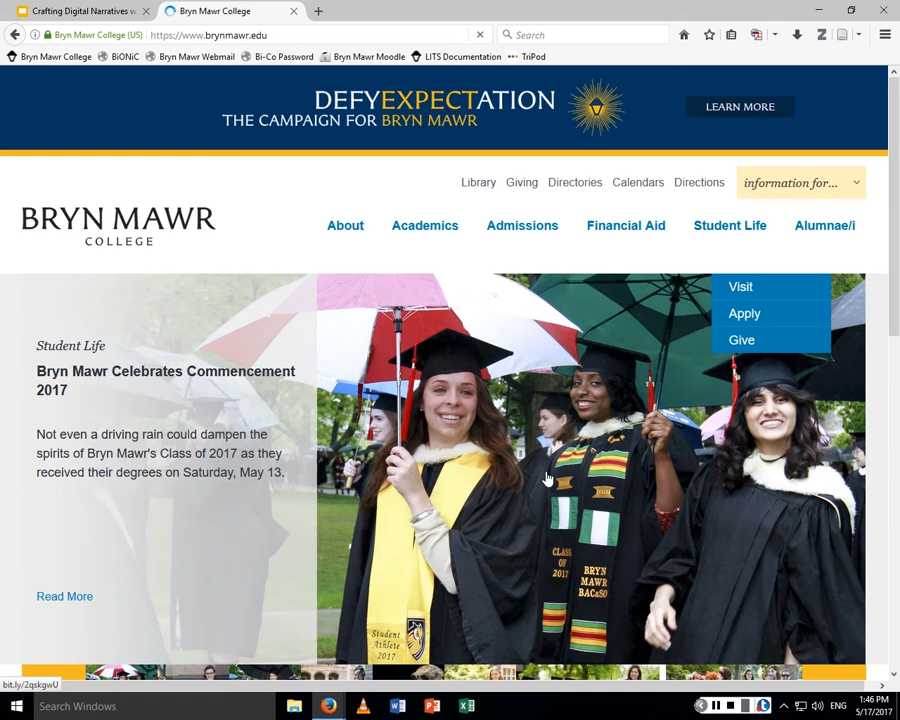 Crafting Digital Narratives w
Bryn Mawr College
Bryn Mawr College (US)
https://www.brynmawr.edu
Search
Bryn Mawr College
BiONiC
Bryn Mawr Webmail
Bi-Co Password
Bryn Mawr Moodle
LITS Documentation
TriPod
DEFYEXPECTATION
THE CAMPAIGN FOR BRYN MAWR
LEARN MORE
Library
Giving
Directories
Calendars
Directions
information for...
BRYN MAWR
COLLEGE
About
Academics
Admissions
Financial Aid
Student Life
Alumnae/i
Visit
Apply
Give
Student Life
Bryn Mawr Celebrates Commencement
2017
Not even a driving rain could dampen the
spirits of Bryn Mawr's Class of 2017 as they
received their degrees on Saturday, May 13.
Read More
CLASS
OF
2017
BRYN
MAWR
BACaSO
Student
Athlete
2017
bit.ly/2qskgwU
Search Windows
ENG
1:46 PM
5/17/2017